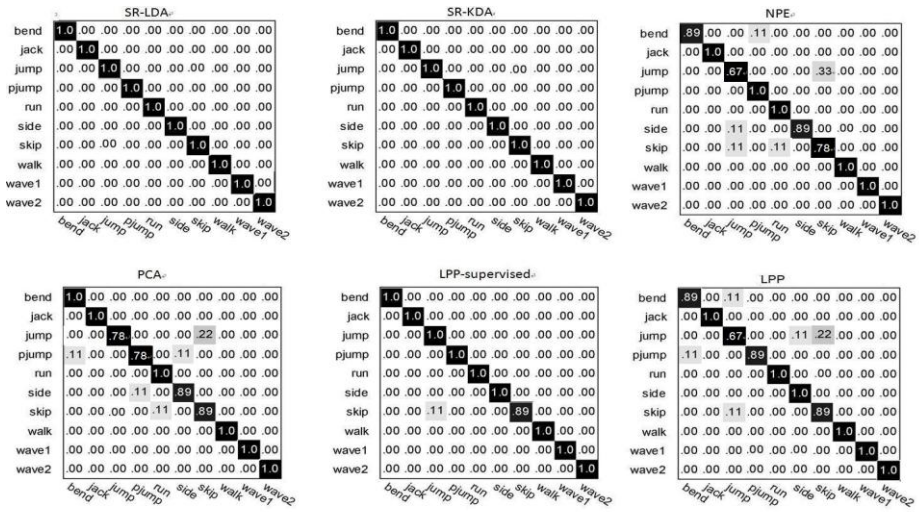 SR-LDA
bend 1.0 .00 .00 .00 .00 .00 .00 .00 .00 .00
jack .00 1.0 .00 .00 .00 .00 .00 .00 .00 .00
jump .00 .00 1.0 .00 .00 .00 .00 .00 .00 .00
pjump .00 .00 .00 1.0 .00 .00 .00 .00 .00 .00
run .00 .00 .00 .00 1.0 .00 .00 .00 .00 .00
side .00 .00 .00 .00 .00 1.0 .00 .00 .00 .00
skip .00 .00 .00 .00 .00 .00 1.0 .00 .00 .00
walk .00 .00 .00 .00 .00 .00 .00 1.0 .00 .00
wave1 .00 .00 .00 .00 .00 .00 .00 .00 1.0 .00
wave2 .00 .00 .00 .00 .00 .00 .00 .00 .00 1.0
bend jack jump pjump run side skip walk wave1 wave2
SR-KDA
bend 1.0 .00 .00 .00 .00 .00 .00 .00 .00 .00
jack .00 1.0 .00 .00 .00 .00 .00 .00 .00 .00
jump .00 .00 1.0 .00 .00 .00 .00 .00 .00 .00
pjump .00 .00 .00 1.0 .00 .00 .00 .00 .00 .00
run .00 .00 .00 .00 1.0 .00 .00 .00 .00 .00
side .00 .00 .00 .00 .00 1.0 .00 .00 .00 .00
skip .00 .00 .00 .00 .00 .00 1.0 .00 .00 .00
walk .00 .00 .00 .00 .00 .00 .00 1.0 .00 .00
wave1 .00 .00 .00 .00 .00 .00 .00 .00 1.0 .00
wave2 .00 .00 .00 .00 .00 .00 .00 .00 .00 1.0
bend jack jump pjump run side skip walk wave1 wave2
NPE
bend .89 .00 .00 .11 .00 .00 .00 .00 .00 .00
jack .00 1.0 .00 .00 .00 .00 .00 .00 .00 .00
jump .00 .00 .67 .00 .00 .00 .33 .00 .00 .00
pjump .00 .00 .00 1.0 .00 .00 .00 .00 .00 .00
run .00 .00 .00 .00 1.0 .00 .00 .00 .00 .00
side .00 .00 .11 .00 .00 .89 .00 .00 .00 .00
skip .00 .00 .11 .00 .11 .00 .78 .00 .00 .00
walk .00 .00 .00 .00 .00 .00 .00 1.0 .00 .00
wave1 .00 .00 .00 .00 .00 .00 .00 .00 1.0 .00
wave2 .00 .00 .00 .00 .00 .00 .00 .00 .00 1.0
bend jack jump pjump run side skip walk wave1 wave2
PCA
bend 1.0 .00 .00 .00 .00 .00 .00 .00 .00 .00
jack .00 1.0 .00 .00 .00 .00 .00 .00 .00 .00
jump .00 .00 .78 .00 .00 .00 .22 .00 .00 .00
pjump .11 .00 .00 .78 .00 .11 .00 .00 .00 .00
run .00 .00 .00 .00 1.0 .00 .00 .00 .00 .00
side .00 .00 .00 .11 .00 .89 .00 .00 .00 .00
skip .00 .00 .00 .00 .11 .00 .89 .00 .00 .00
walk .00 .00 .00 .00 .00 .00 .00 1.0 .00 .00
wave1 .00 .00 .00 .00 .00 .00 .00 .00 1.0 .00
wave2 .00 .00 .00 .00 .00 .00 .00 .00 .00 1.0
bend jack jump pjump run side skip walk wave1 wave2
LPP-supervised
bend 1.0 .00 .00 .00 .00 .00 .00 .00 .00 .00
jack .00 1.0 .00 .00 .00 .00 .00 .00 .00 .00
jump .00 .00 1.0 .00 .00 .00 .00 .00 .00 .00
pjump .00 .00 .00 1.0 .00 .00 .00 .00 .00 .00
run .00 .00 .00 .00 1.0 .00 .00 .00 .00 .00
side .00 .00 .00 .00 .00 1.0 .00 .00 .00 .00
skip .00 .00 .11 .00 .00 .00 .89 .00 .00 .00
walk .00 .00 .00 .00 .00 .00 .00 1.0 .00 .00
wave1 .00 .00 .00 .00 .00 .00 .00 .00 1.0 .00
wave2 .00 .00 .00 .00 .00 .00 .00 .00 .00 1.0
bend jack jump pjump run side skip walk wave1 wave2
LPP
bend .89 .00 .11 .00 .00 .00 .00 .00 .00 .00
jack .00 1.0 .00 .00 .00 .00 .00 .00 .00 .00
jump .00 .00 .67 .00 .00 .11 .22 .00 .00 .00
pjump .11 .00 .00 .89 .00 .00 .00 .00 .00 .00
run .00 .00 .00 .00 1.0 .00 .00 .00 .00 .00
side .00 .00 .00 .00 .00 1.0 .00 .00 .00 .00
skip .00 .00 .11 .00 .00 .00 .89 .00 .00 .00
walk .00 .00 .00 .00 .00 .00 .00 1.0 .00 .00
wave1 .00 .00 .00 .00 .00 .00 .00 .00 1.0 .00
wave2 .00 .00 .00 .00 .00 .00 .00 .00 .00 1.0
bend jack jump pjump run side skip walk wave1 wave2